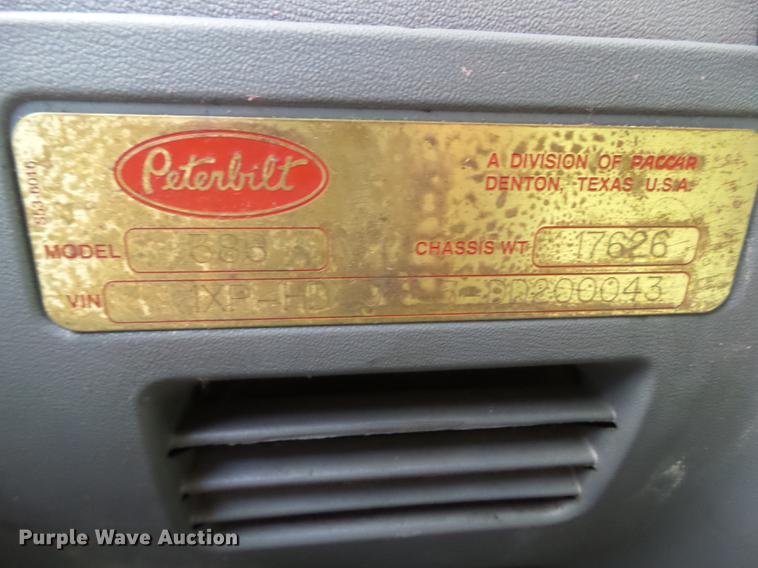 Peterbilt
A DIVISION OF PACCAR
DENTON, TEXAS U.S.A.
MODEL
CHASSIS WT 17626
VIN
Purple Wave Auction